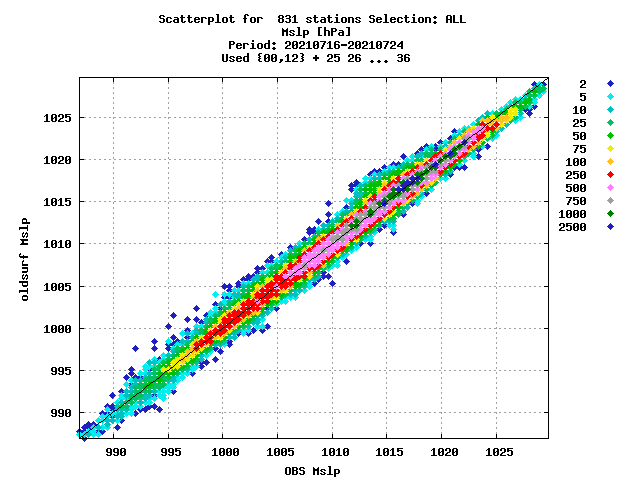 Scatterplot for  831 stations Selection: ALL
Mslp [hPa]
Period: 20210716-20210724
Used {00,12} + 25 26 ... 36
2
5
10
25
50
75
100
250
500
750
1000
2500
1025
1020
1015
1010
1005
1000
995
990
oldsurf Mslp
990 995 1000 1005 1010 1015 1020 1025
OBS Mslp